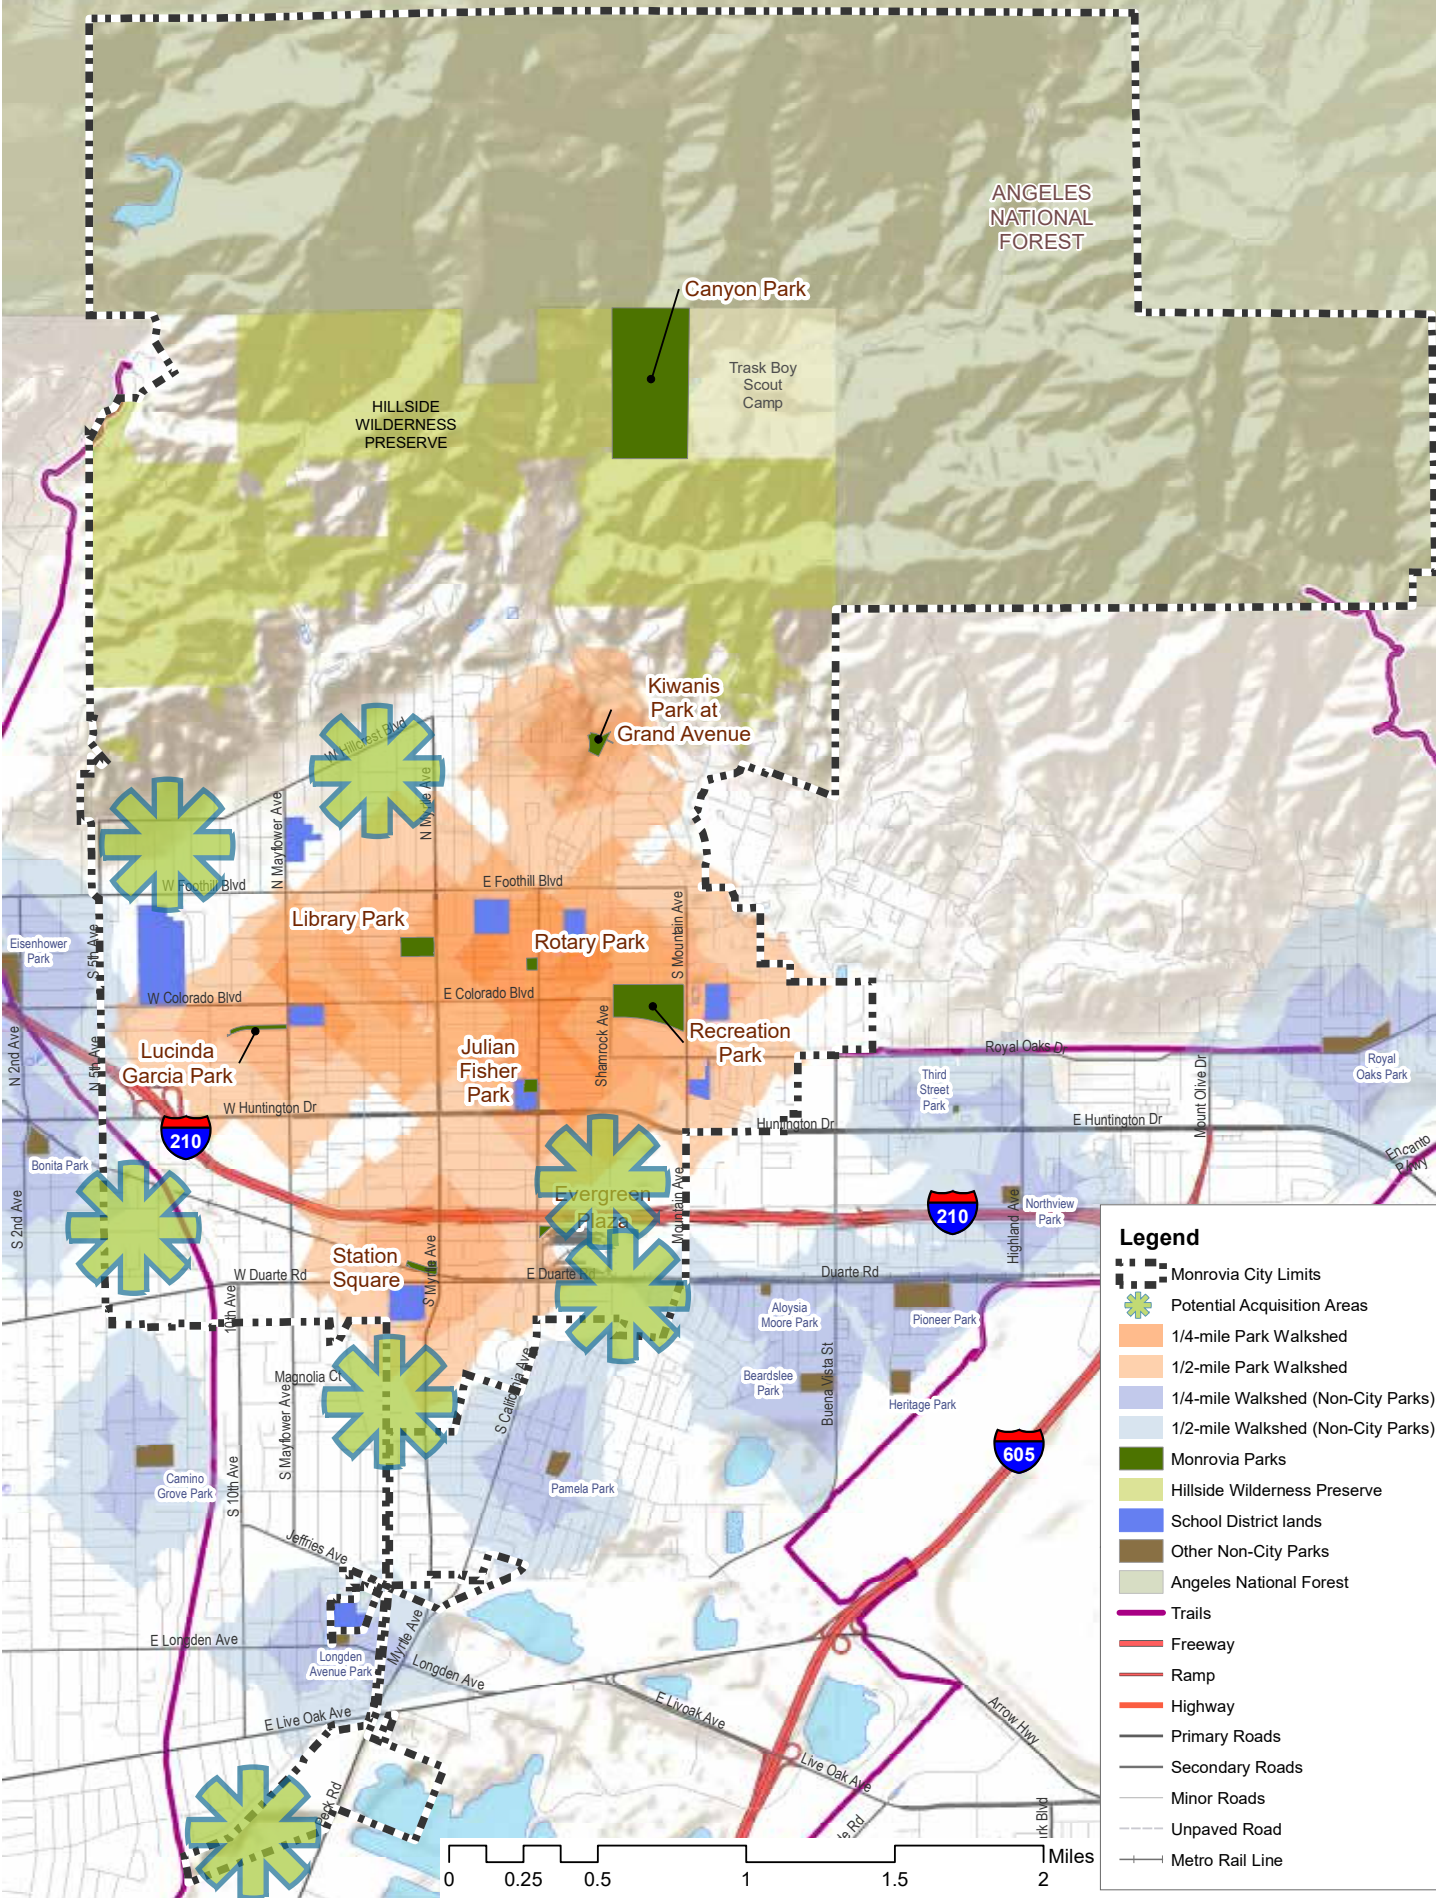 ANGELES
NATIONAL
FOREST
Canyon Park
Trask Boy
Scout
Camp
HILLSIDE
WILDERNESS
PRESERVE
Kiwanis
Park at
Grand Avenue
W Hillcrest Blvd
N Myrtle Ave
N Mayflower Ave
W Foothill Blvd
E Foothill Blvd
Library Park
Rotary Park
S Mountain Ave
Eisenhower
Park
S 5th Ave
W Colorado Blvd
E Colorado Blvd
Recreation
Park
Shamrock Ave
Lucinda
Garcia Park
Julian
Fisher
Park
N 2nd Ave
N 5th Ave
Royal Oaks Dr
Third
Street
Park
Mount Olive Dr
Royal
Oaks Park
W Huntington Dr
Huntington Dr
E Huntington Dr
210
Encanto
Pkwy
Bonita Park
S 2nd Ave
Evergreen
Plaza
Mountain Ave
210
Highland Ave
Northview
Park
Station
Square
S Myrtle Ave
W Duarte Rd
E Duarte Rd
Duarte Rd
10th Ave
Aloysia
Moore Park
Pioneer Park
Magnolia Ct
S Mayflower Ave
S California Ave
Beardslee
Park
Buena Vista St
Heritage Park
605
Camino
Grove Park
S 10th Ave
Pamela Park
Jeffries Ave
E Longden Ave
Longden
Avenue Park
Myrtle Ave
Longden Ave
E Live Oak Ave
E Livoak Ave
Arrow Hwy
Live Oak Ave
Peck Rd
le Rd
rk Blvd
Legend
Monrovia City Limits
Potential Acquisition Areas
1/4-mile Park Walkshed
1/2-mile Park Walkshed
1/4-mile Walkshed (Non-City Parks)
1/2-mile Walkshed (Non-City Parks)
Monrovia Parks
Hillside Wilderness Preserve
School District lands
Other Non-City Parks
Angeles National Forest
Trails
Freeway
Ramp
Highway
Primary Roads
Secondary Roads
Minor Roads
Unpaved Road
Metro Rail Line
Miles
0 0.25 0.5 1 1.5 2